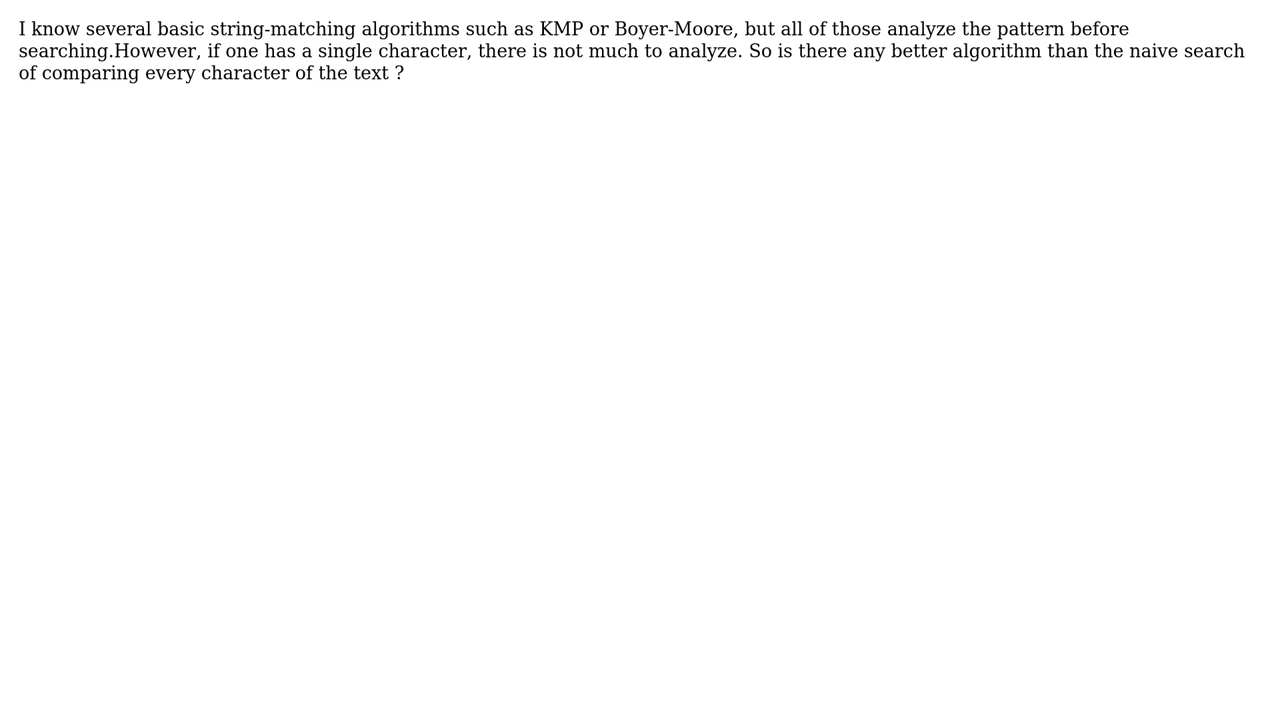 I know several basic string-matching algorithms such as KMP or Boyer-Moore, but all of those analyze the pattern before
searching.However, if one has a single character, there is not much to analyze. So is there any better algorithm than the naive search
of comparing every character of the text ?